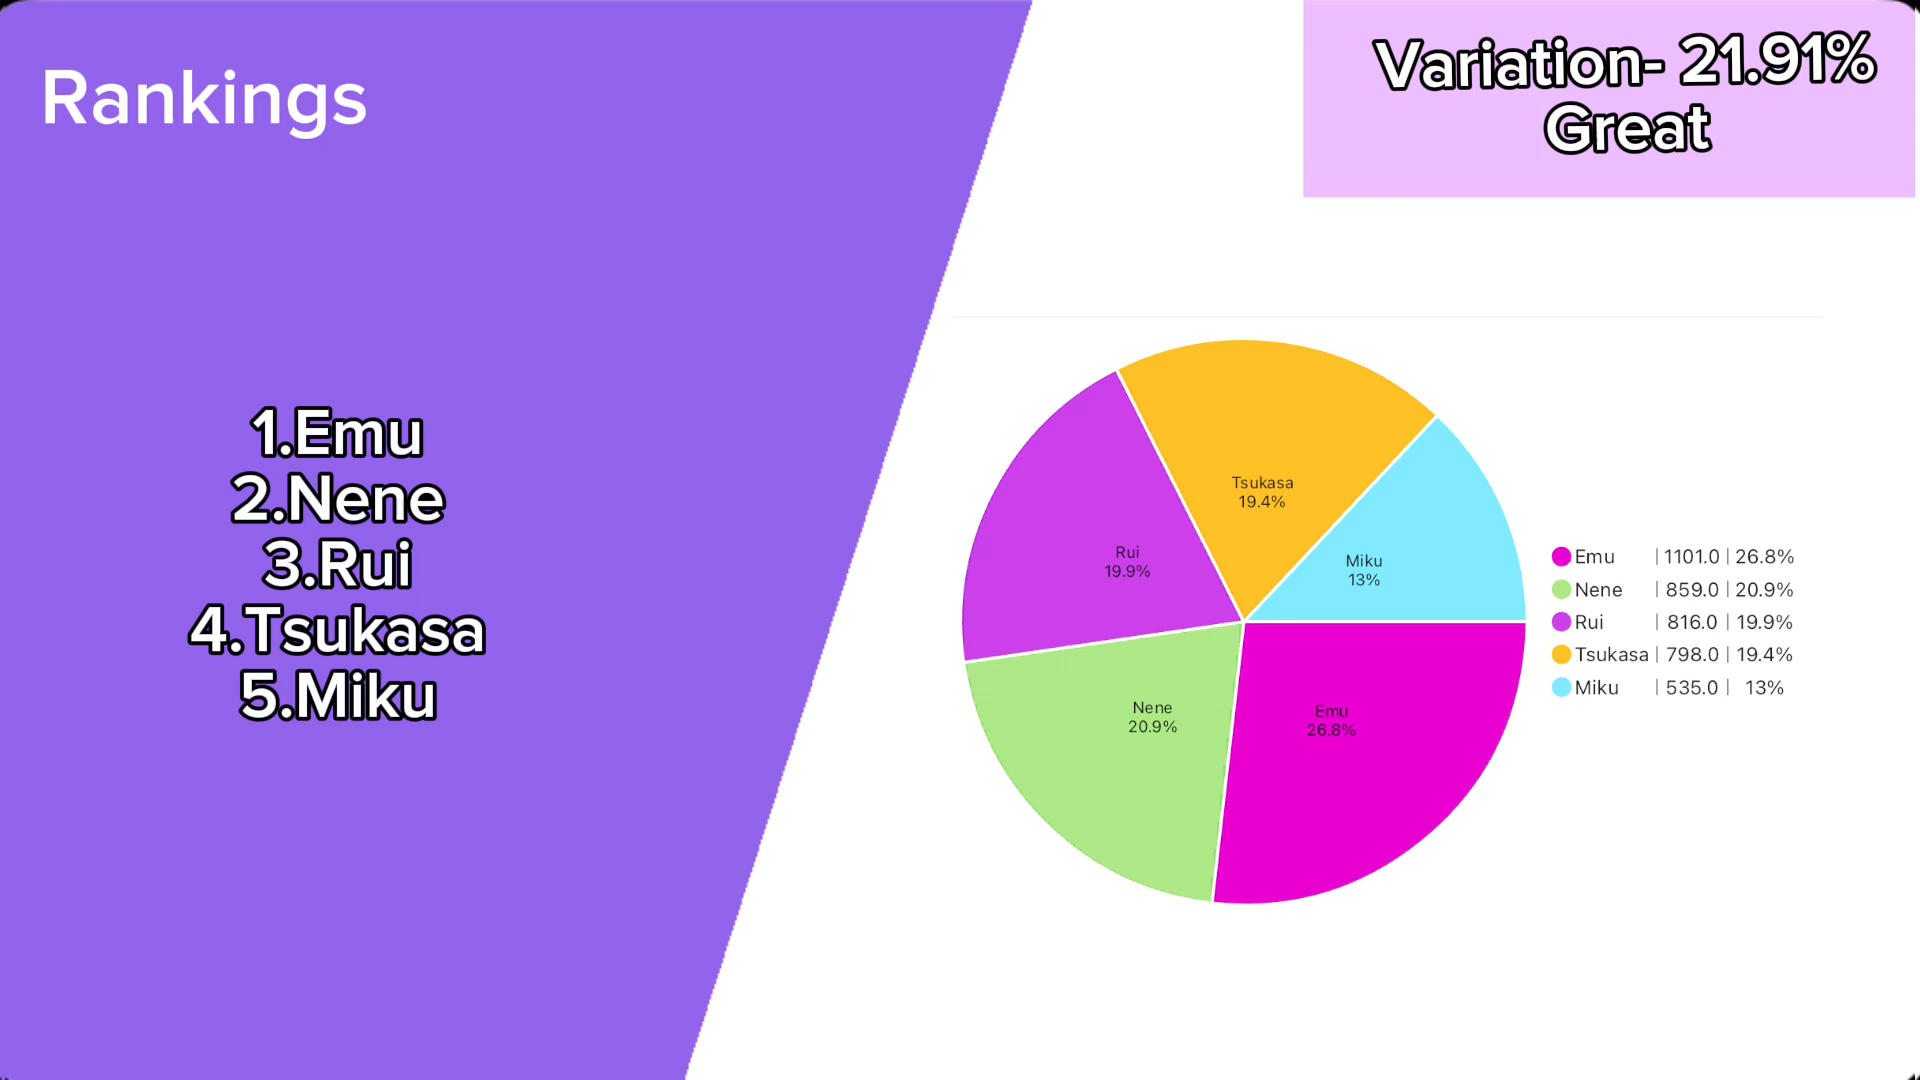 Rankings
Variation- 21.91%
Great
1.Emu
2.Nene
3.Rui
4.Tsukasa
5.Miku
Tsukasa
19.4%
Rui
19.9%
Miku
13%
Nene
20.9%
Emu
26.8%
Emu | 1101.0 | 26.8%
Nene | 859.0 | 20.9%
Rui | 816.0 | 19.9%
Tsukasa | 798.0 | 19.4%
Miku | 535.0 | 13%